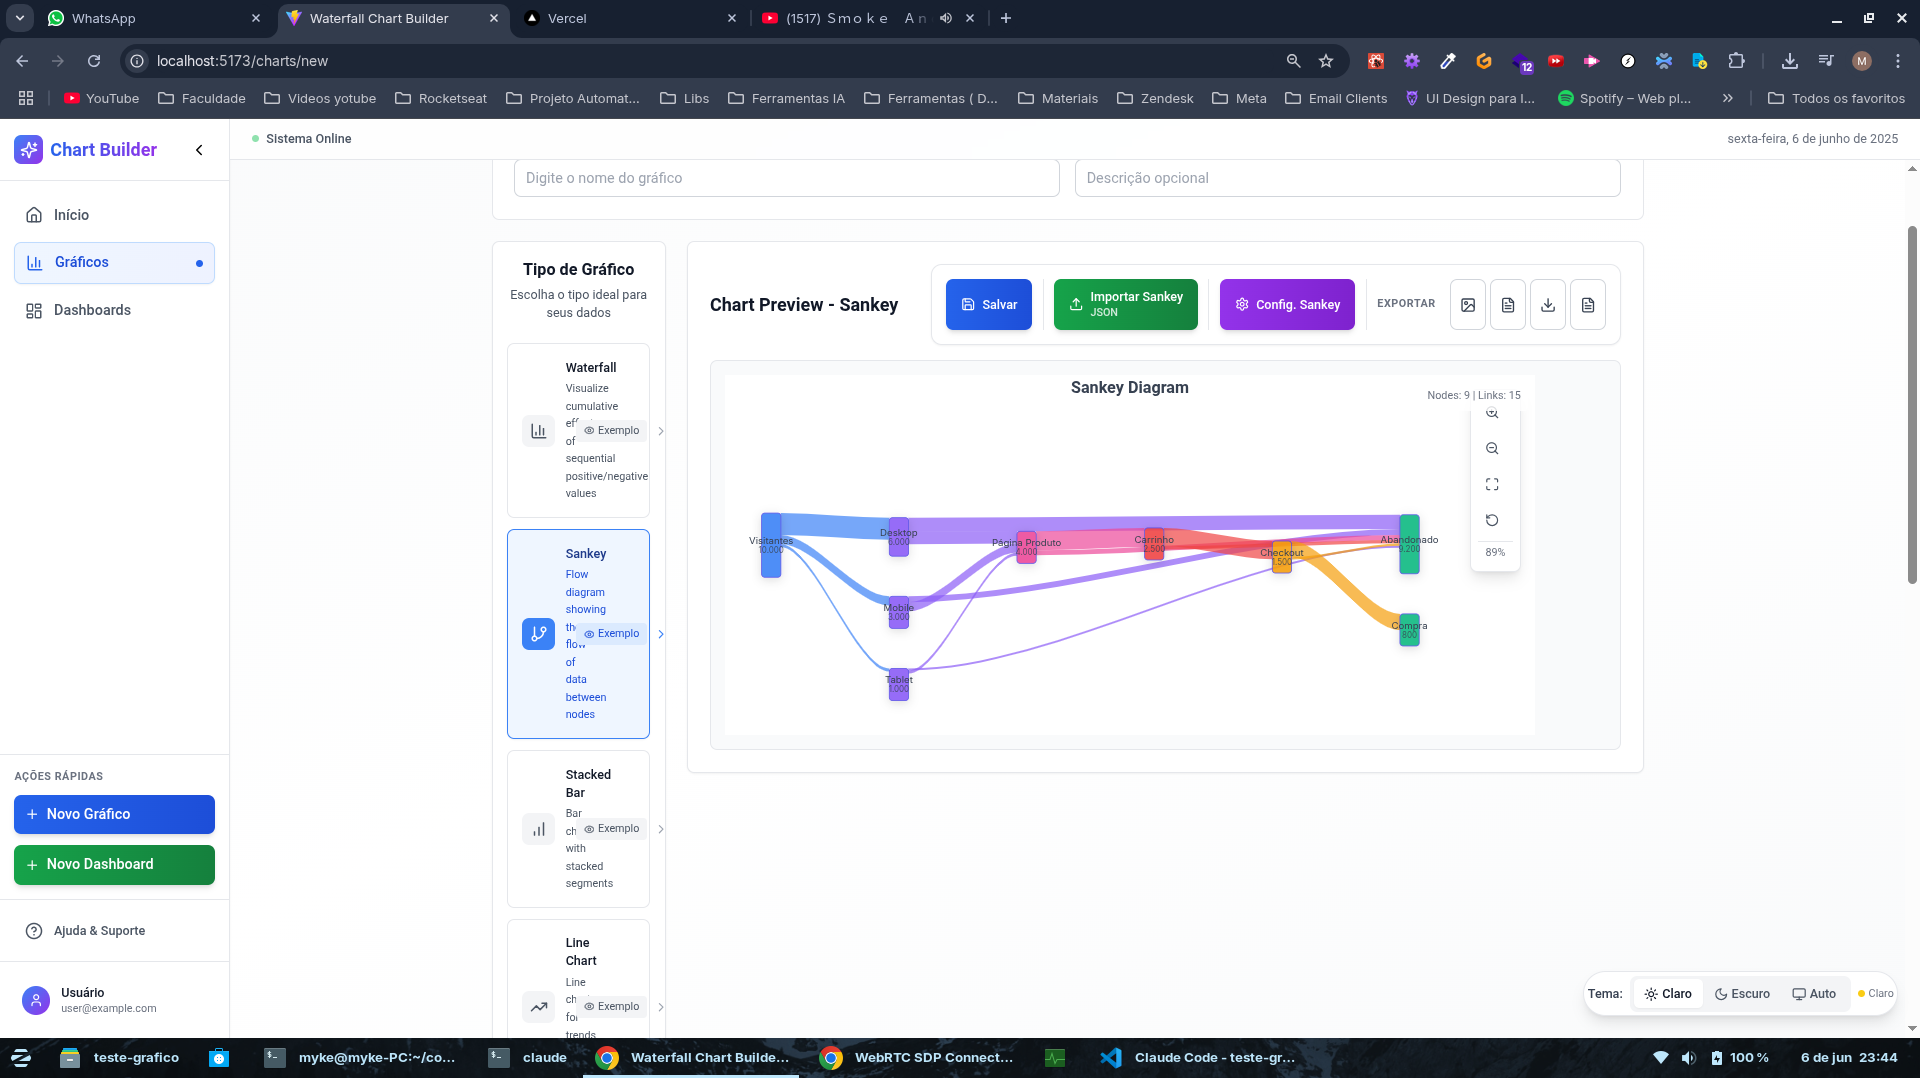 WhatsApp
Waterfall Chart Builder
Vercel
(1517) S m o k e A n
localhost:5173/charts/new
12
M
YouTube
Faculdade
Videos yotube
Rocketseat
Projeto Automat...
Libs
Ferramentas IA
Ferramentas ( D...
Materiais
Zendesk
Meta
Email Clients
UI Design para I...
Spotify – Web pl...
Todos os favoritos
Chart Builder
Sistema Online
sexta-feira, 6 de junho de 2025
Início
Gráficos
Dashboards
AÇÕES RÁPIDAS
+ Novo Gráfico
+ Novo Dashboard
Ajuda & Suporte
Usuário
user@example.com
Digite o nome do gráfico
Descrição opcional
Tipo de Gráfico
Escolha o tipo ideal para
seus dados
Waterfall
Visualize
cumulative
Exemplo
of
sequential
positive/negative
values
Sankey
Flow
diagram
showing
Exemplo
flow
of
data
between
nodes
Stacked
Bar
Bar
Exemplo
with
stacked
segments
Line
Chart
Line
Exemplo
trends
Chart Preview - Sankey
Salvar
Importar Sankey
JSON
Config. Sankey
EXPORTAR
Sankey Diagram
Nodes: 9 | Links: 15
89%
Visitantes
10.000
Desktop
6.000
Mobile
3.000
Tablet
1.000
Página Produto
4.000
Carrinho
2.500
Checkout
1.500
Abandonado
9.200
Compra
800
Tema:
Claro
Escuro
Auto
Claro
teste-grafico
myke@myke-PC:~/co...
claude
Waterfall Chart Builde...
WebRTC SDP Connect...
Claude Code - teste-gr...
100 %
6 de jun 23:44